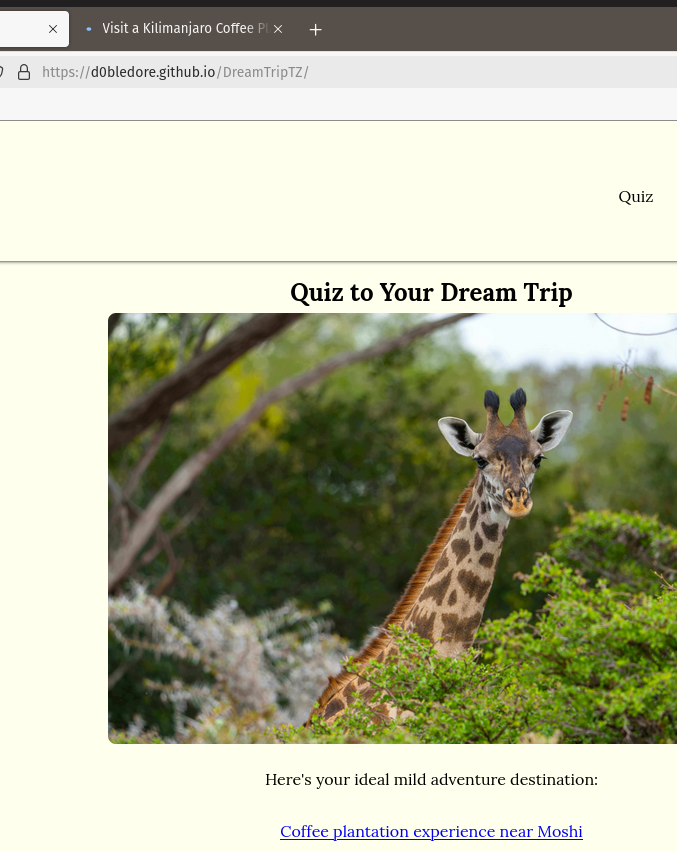 Visit a Kilimanjaro Coffee Pl
https://d0bledore.github.io/DreamTripTZ/
Quiz
Quiz to Your Dream Trip
Here's your ideal mild adventure destination:
Coffee plantation experience near Moshi